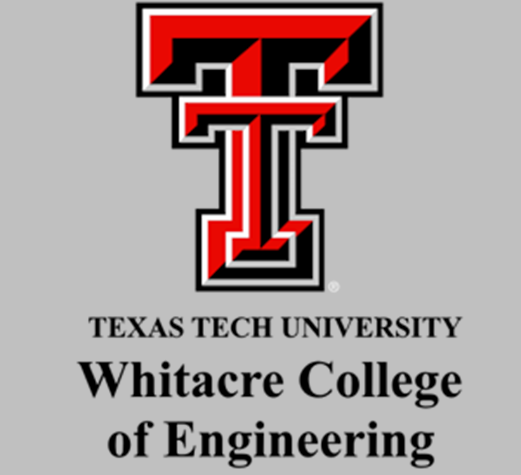 TEXAS TECH UNIVERSITY
Whitacre College
of Engineering